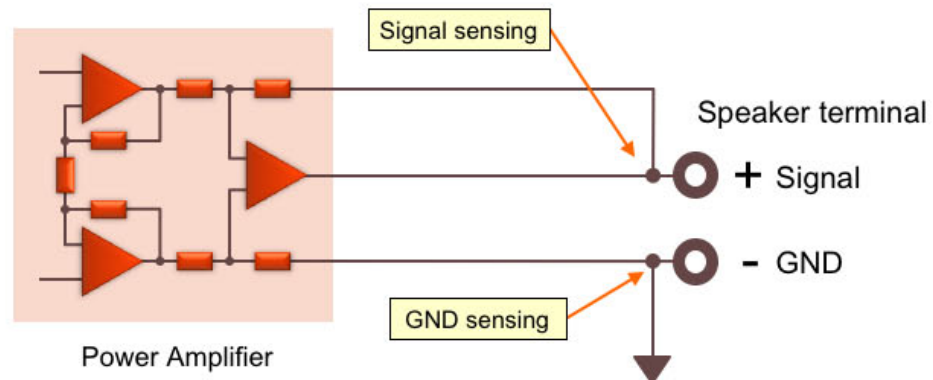 Signal sensing
Speaker terminal
+ Signal
- GND
GND sensing
Power Amplifier